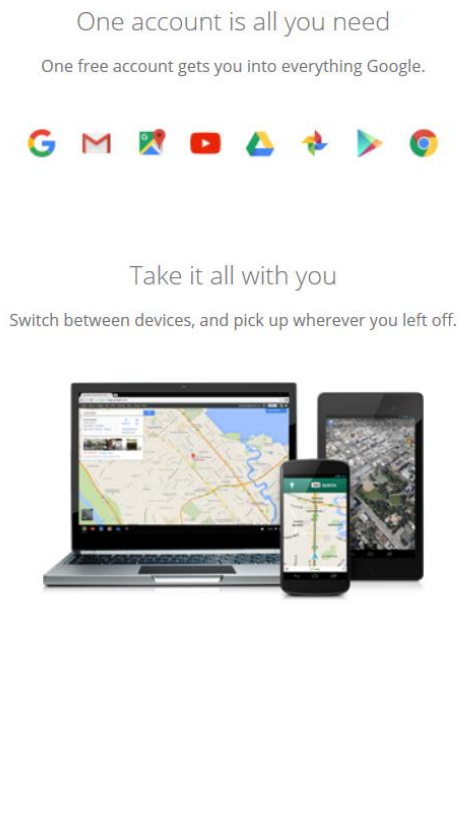 One account is all you need
One free account gets you into everything Google.
Take it all with you
Switch between devices, and pick up wherever you left off.